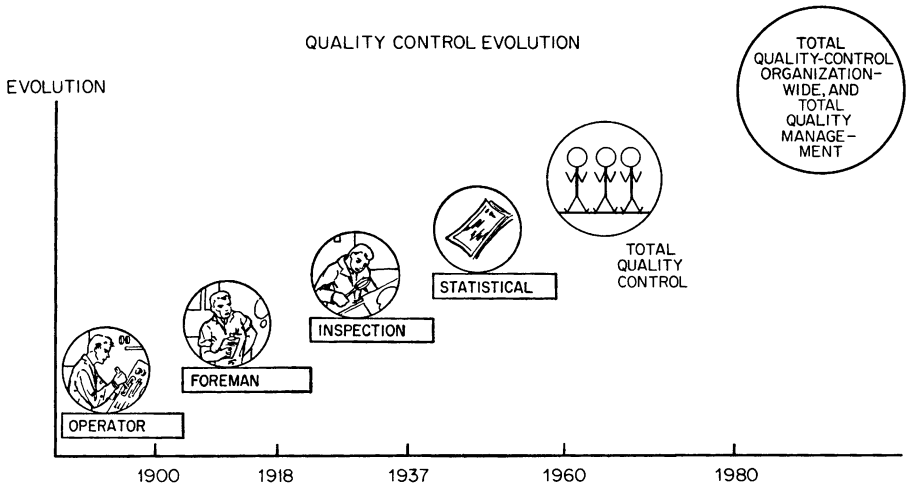 QUALITY CONTROL EVOLUTION
EVOLUTION
TOTAL
QUALITY-CONTROL
ORGANIZATION-
WIDE, AND
TOTAL
QUALITY
MANAGE-
MENT
TOTAL
QUALITY
CONTROL
STATISTICAL
INSPECTION
FOREMAN
OPERATOR
1900 1918 1937 1960 1980